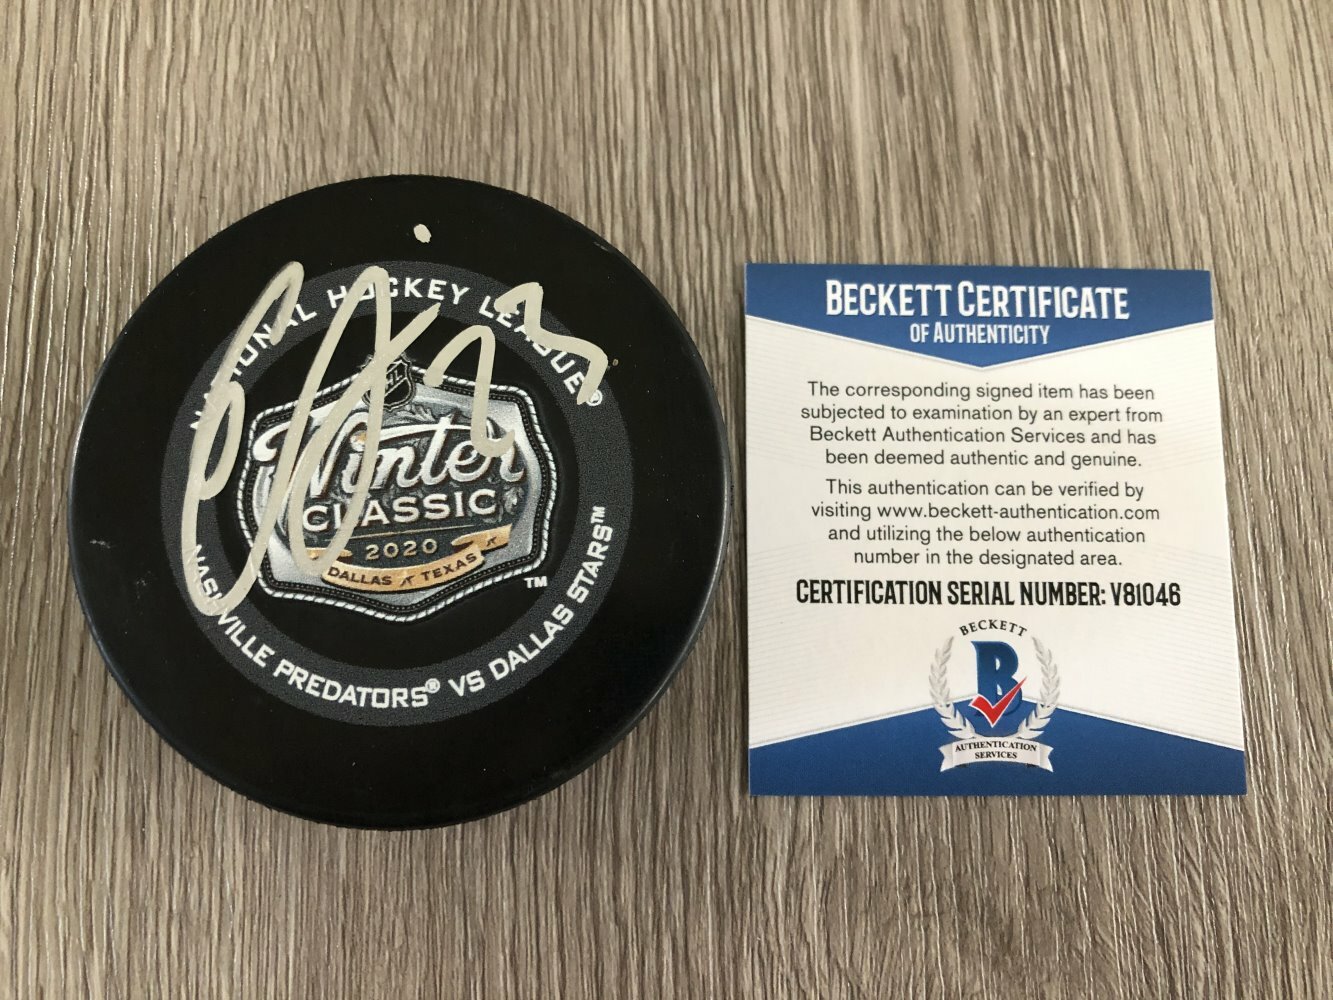 NATIONAL HOCKEY LEAGUE®
NHL
Winter
CLASSIC
2020
DALLAS TEXAS
TM
NASHVILLE PREDATORS® VS DALLAS STARS™
BECKETT CERTIFICATE
OF AUTHENTICITY
The corresponding signed item has been
subjected to examination by an expert from
Beckett Authentication Services and has
been deemed authentic and genuine.
This authentication can be verified by
visiting www.beckett-authentication.com
and utilizing the below authentication
number in the designated area.
CERTIFICATION SERIAL NUMBER: V81046
BECKETT
B
AUTHENTICATION
SERVICES